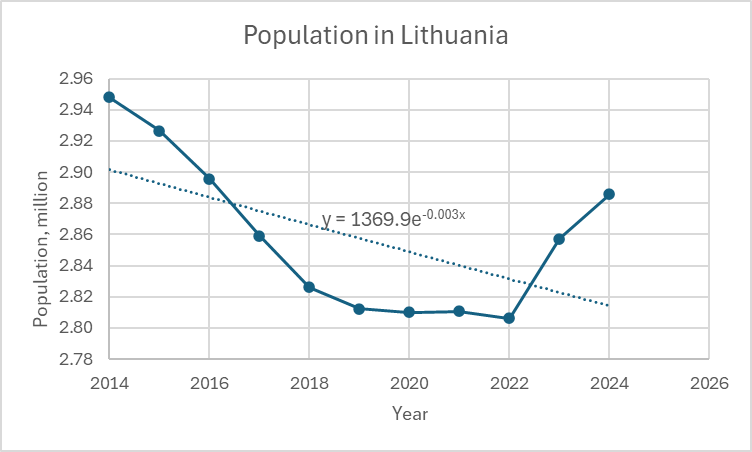 Population in Lithuania
Population, million
2.96
2.94
2.92
2.90
2.88
2.86
2.84
2.82
2.80
2.78
y = 1369.9e^-0.003x
2014 2016 2018 2020 2022 2024 2026
Year